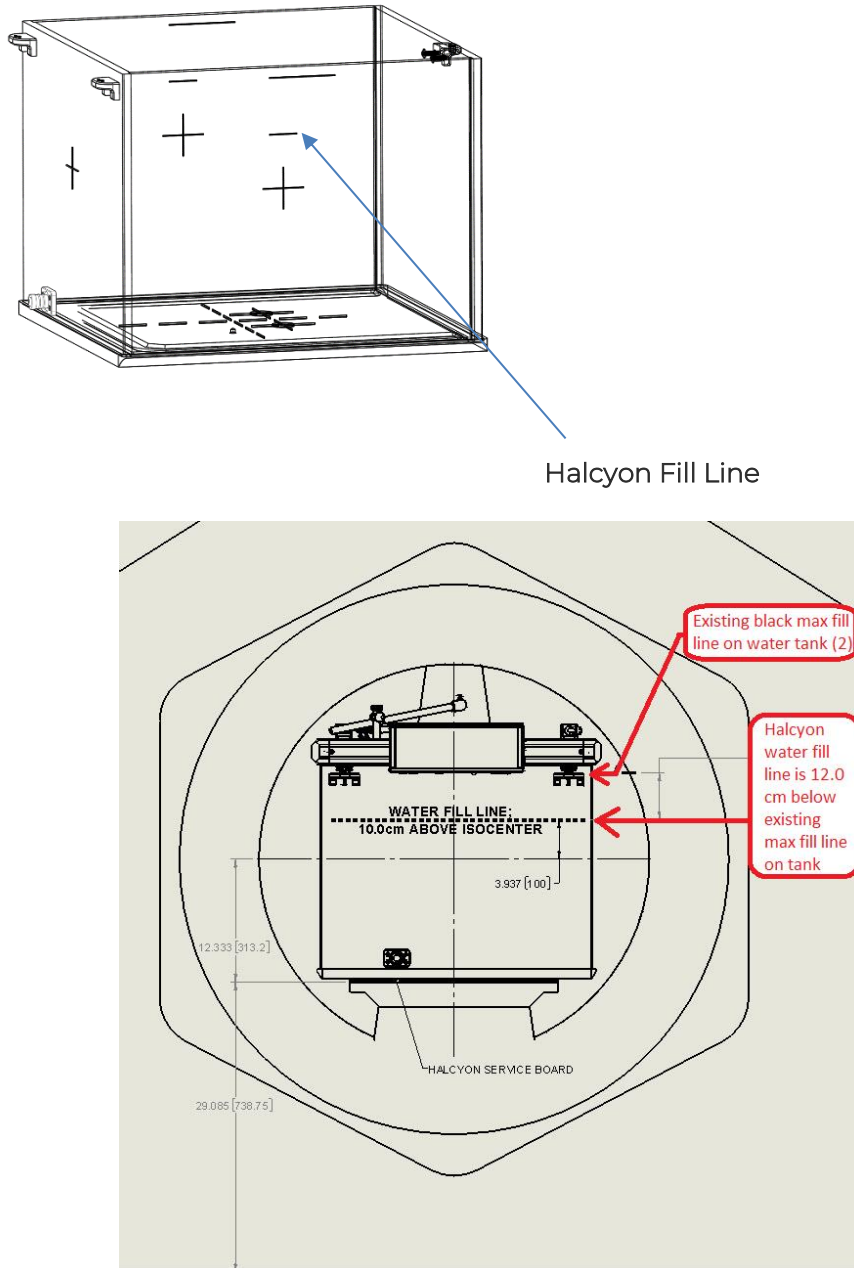 Halcyon Fill Line
Existing black max fill
line on water tank (2)
Halcyon
water fill
line is 12.0
cm below
existing
max fill line
on tank
WATER FILL LINE;
10.0cm ABOVE ISOCENTER
3.937 [100]
12.333 [313.2]
HALCYON SERVICE BOARD
29.085 [738.75]